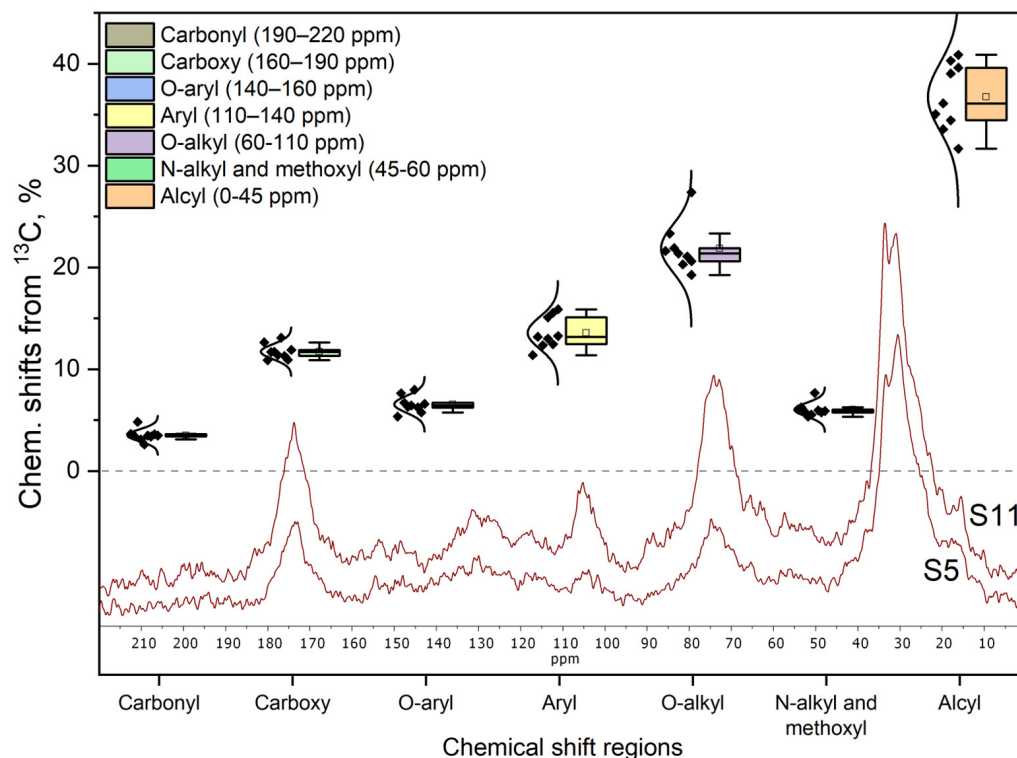 Carbonyl (190–220 ppm)
Carboxy (160–190 ppm)
O-aryl (140–160 ppm)
Aryl (110–140 ppm)
O-alkyl (60-110 ppm)
N-alkyl and methoxyl (45-60 ppm)
Alcyl (0-45 ppm)
Chem. shifts from ¹³C, %
40
30
20
10
0
S11
S5
210 200 190 180 170 160 150 140 130 120 110 100 90 80 70 60 50 40 30 20 10
ppm
Carbonyl Carboxy O-aryl Aryl O-alkyl N-alkyl and methoxyl Alcyl
Chemical shift regions